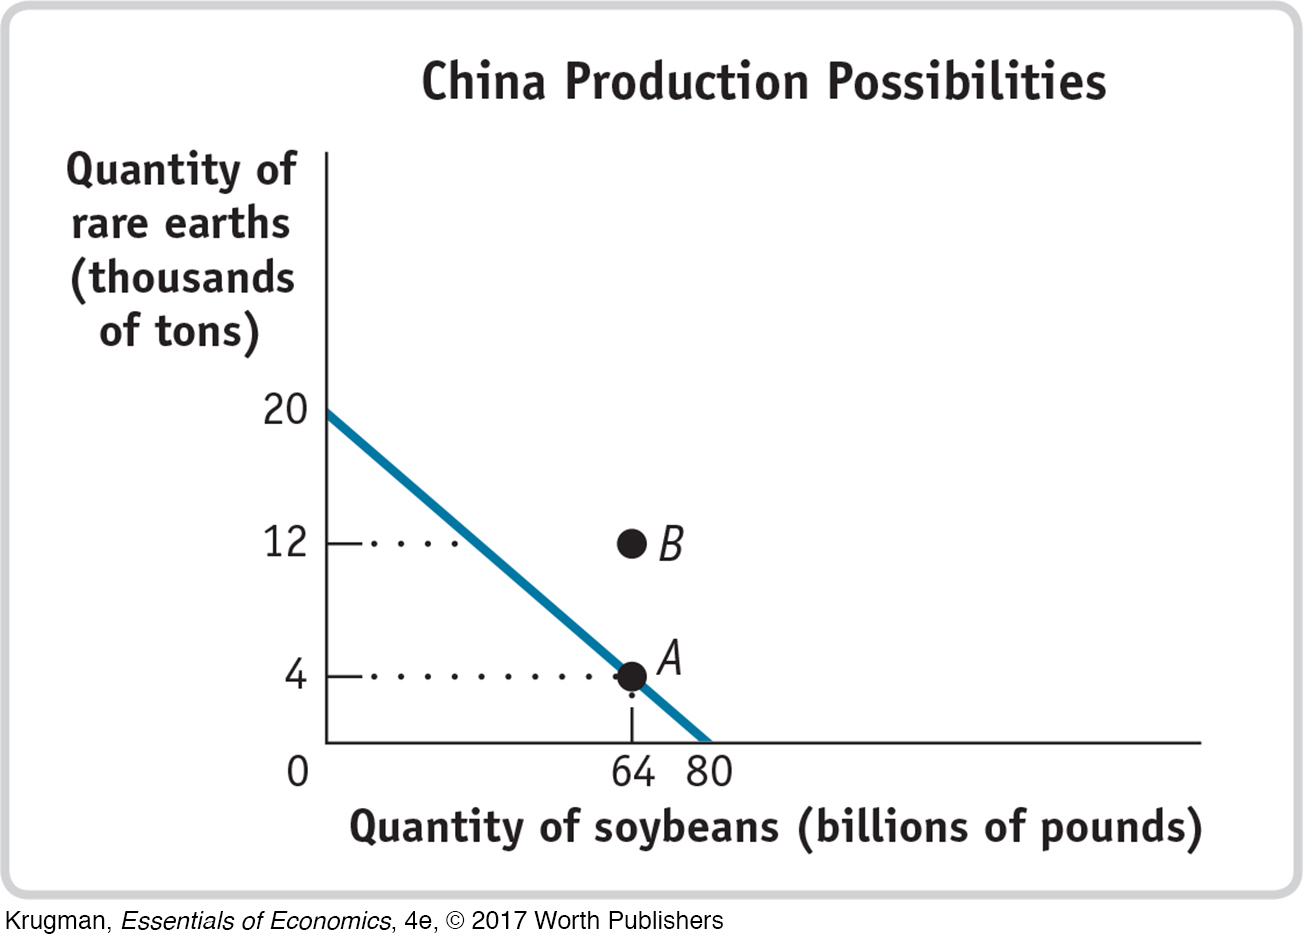 China Production Possibilities
Quantity of
rare earths
(thousands
of tons)
20
12
B
A
4
0
64
80
Quantity of soybeans (billions of pounds)
Krugman, Essentials of Economics, 4e, © 2017 Worth Publishers